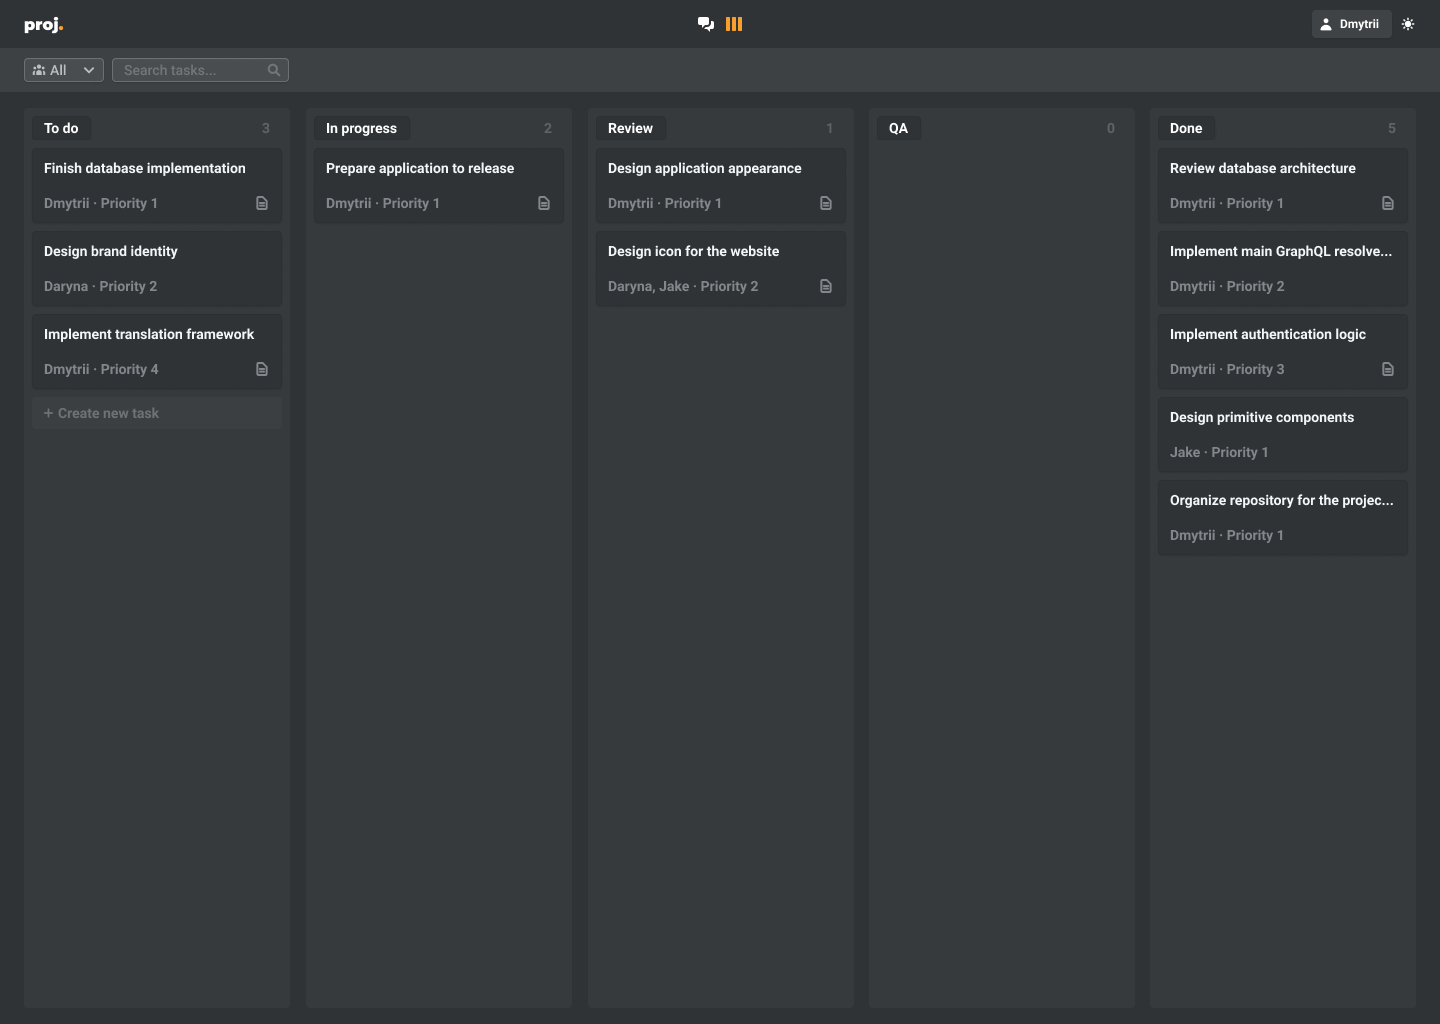 proj.
Dmytrii
All
Search tasks...
To do 3
Finish database implementation
Dmytrii · Priority 1
Design brand identity
Daryna · Priority 2
Implement translation framework
Dmytrii · Priority 4
+ Create new task
In progress 2
Prepare application to release
Dmytrii · Priority 1
Review 1
Design application appearance
Dmytrii · Priority 1
Design icon for the website
Daryna, Jake · Priority 2
QA 0
Done 5
Review database architecture
Dmytrii · Priority 1
Implement main GraphQL resolve...
Dmytrii · Priority 2
Implement authentication logic
Dmytrii · Priority 3
Design primitive components
Jake · Priority 1
Organize repository for the projec...
Dmytrii · Priority 1